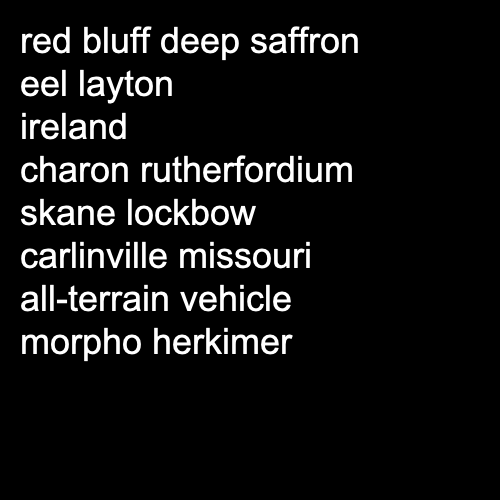 red bluff deep saffron
eel layton
ireland
charon rutherfordium
skane lockbow
carlinville missouri
all-terrain vehicle
morpho herkimer